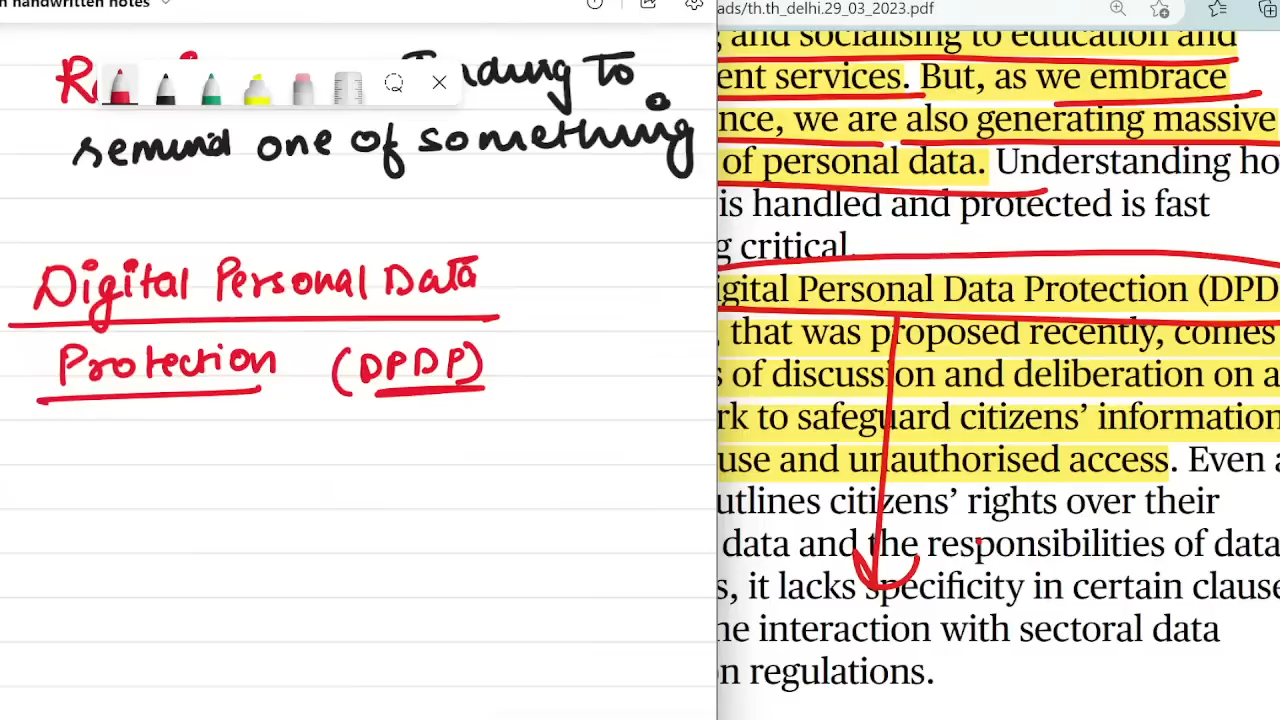 handwritten notes
ads/th.th_delhi.29_03_2023.pdf
to
remind one of something
Digital Personal Data
Protection (DPDP)
and socialising to education and
ent services. But, as we embrace
nce, we are also generating massive
of personal data. Understanding ho
is handled and protected is fast
g critical.
igital Personal Data Protection (DPD
, that was proposed recently, comes
s of discussion and deliberation on a
rk to safeguard citizens’ information
use and unauthorised access. Even a
utlines citizens’ rights over their
data and the responsibilities of data
s, it lacks specificity in certain clause
he interaction with sectoral data
on regulations.